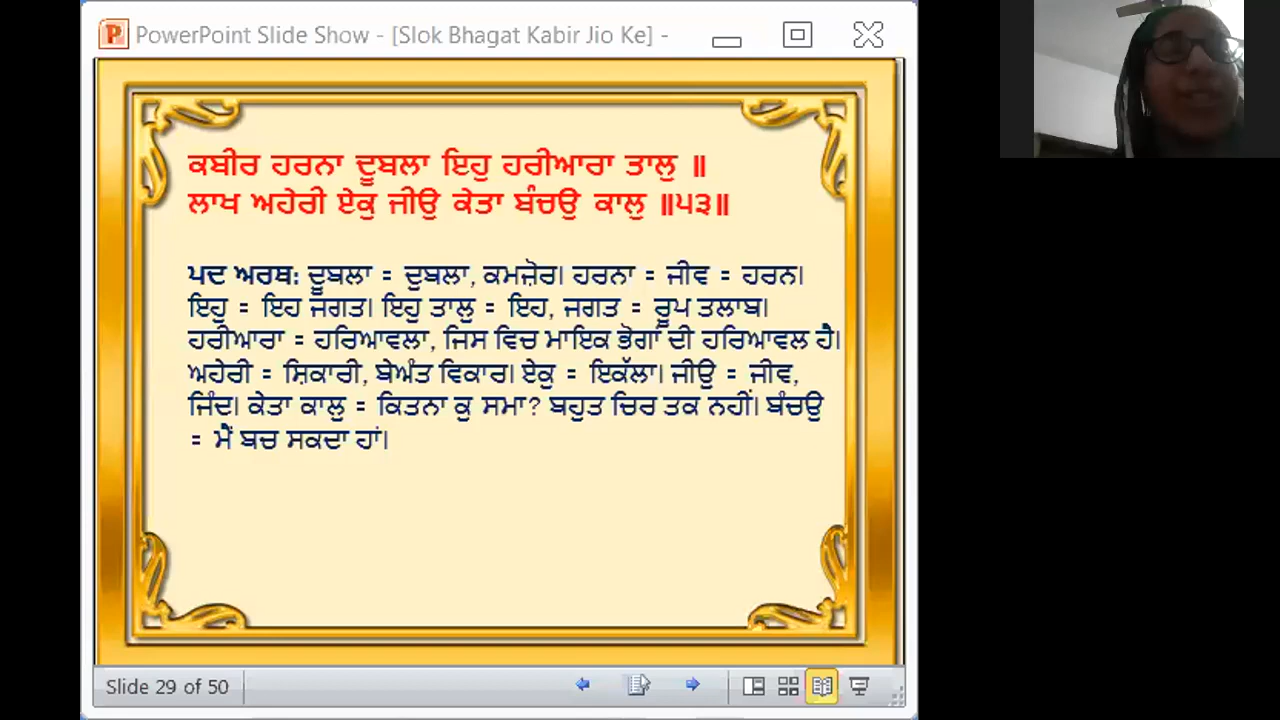 PowerPoint Slide Show - [Slok Bhagat Kabir Jio Ke] -
ਕਬੀਰ ਹਰਨਾ ਦੂਬਲਾ ਇਹੁ ਹਰੀਆਰਾ ਤਾਲੁ ॥
ਲਾਖ ਅਹੇਰੀ ਏਕੁ ਜੀਉ ਕੇਤਾ ਬੰਚਉ ਕਾਲੁ ॥੫੩॥
ਪਦ ਅਰਥ: ਦੂਬਲਾ = ਦੁਬਲਾ, ਕਮਜ਼ੋਰ। ਹਰਨਾ = ਜੀਵ = ਹਰਨ।
ਇਹੁ = ਇਹ ਜਗਤ। ਇਹੁ ਤਾਲੁ = ਇਹ, ਜਗਤ = ਰੂਪ ਤਲਾਬ।
ਹਰੀਆਰਾ = ਹਰਿਆਵਲਾ, ਜਿਸ ਵਿਚ ਮਾਇਕ ਭੋਗਾਂ ਦੀ ਹਰਿਆਵਲ ਹੈ।
ਅਹੇਰੀ = ਸ਼ਿਕਾਰੀ, ਬੇਅੰਤ ਵਿਕਾਰ। ਏਕੁ = ਇਕੱਲਾ। ਜੀਉ = ਜੀਵ,
ਜਿੰਦ। ਕੇਤਾ ਕਾਲੁ = ਕਿਤਨਾ ਕੁ ਸਮਾ? ਬਹੁਤ ਚਿਰ ਤਕ ਨਹੀਂ। ਬੰਚਉ
= ਮੈਂ ਬਚ ਸਕਦਾ ਹਾਂ।
Slide 29 of 50